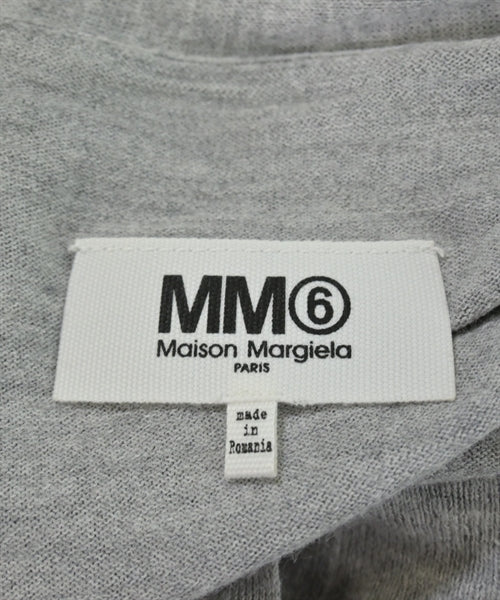 MM⑥
Maison Margiela
PARIS
made
in
Romania